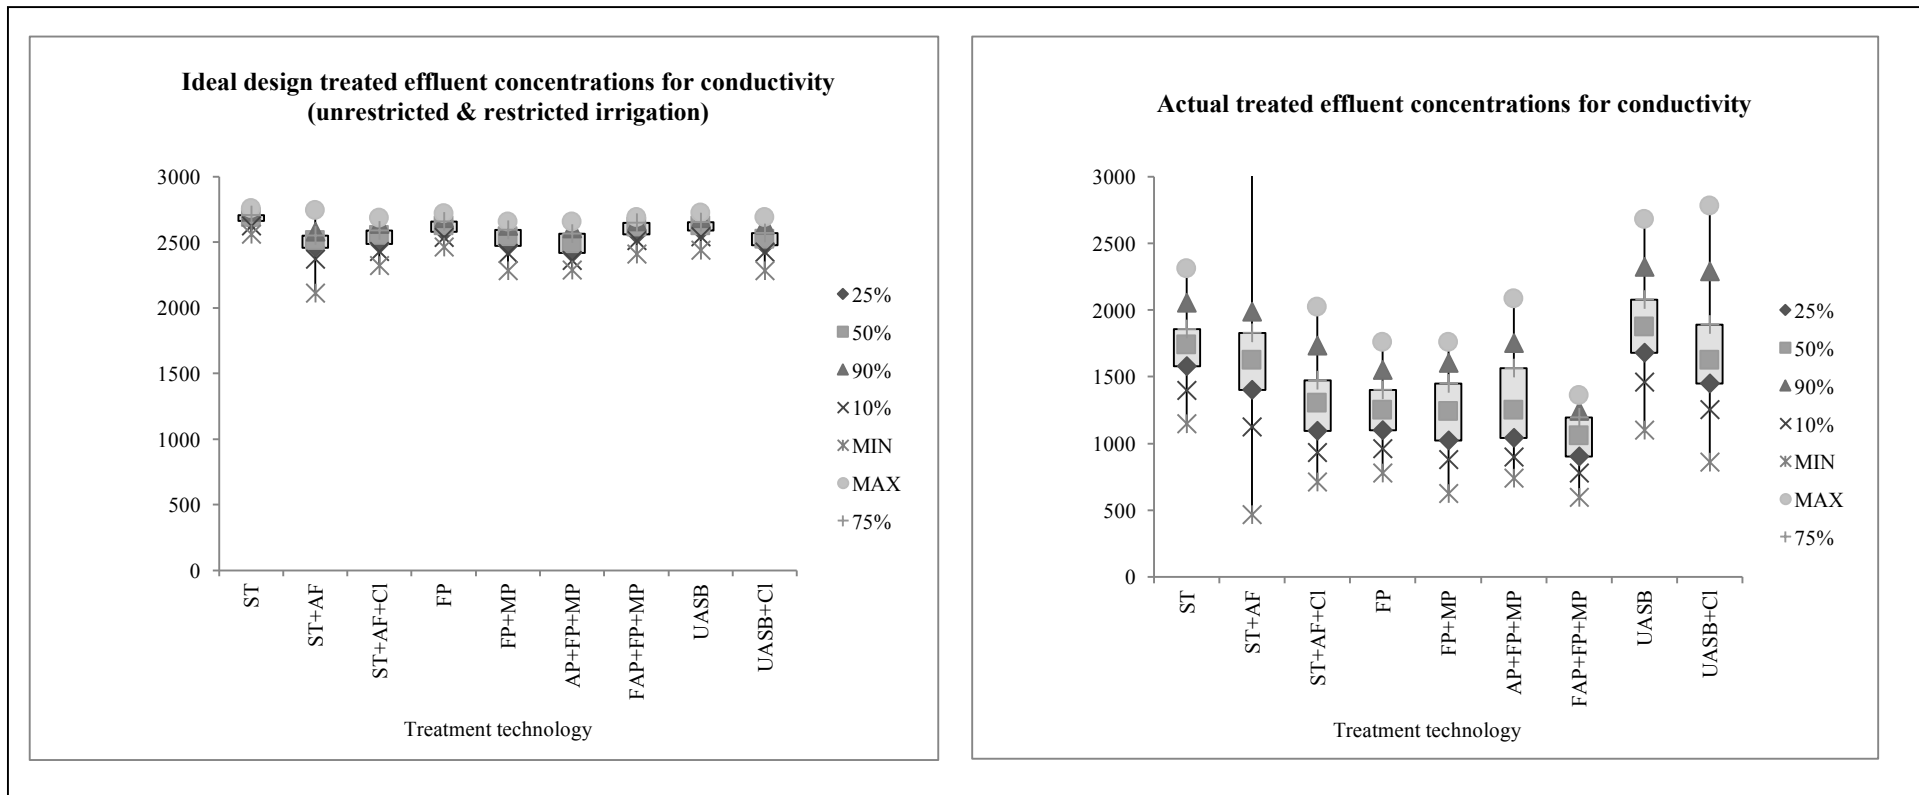 Ideal design treated effluent concentrations for conductivity
(unrestricted & restricted irrigation)
3000
2500
2000
1500
1000
500
0
ST
ST+AF
ST+AF+Cl
FP
FP+MP
AP+FP+MP
FAP+FP+MP
UASB
UASB+Cl
Treatment technology
25%
50%
90%
10%
MIN
MAX
75%
Actual treated effluent concentrations for conductivity
3000
2500
2000
1500
1000
500
0
ST
ST+AF
ST+AF+Cl
FP
FP+MP
AP+FP+MP
FAP+FP+MP
UASB
UASB+Cl
Treatment technology
25%
50%
90%
10%
MIN
MAX
75%